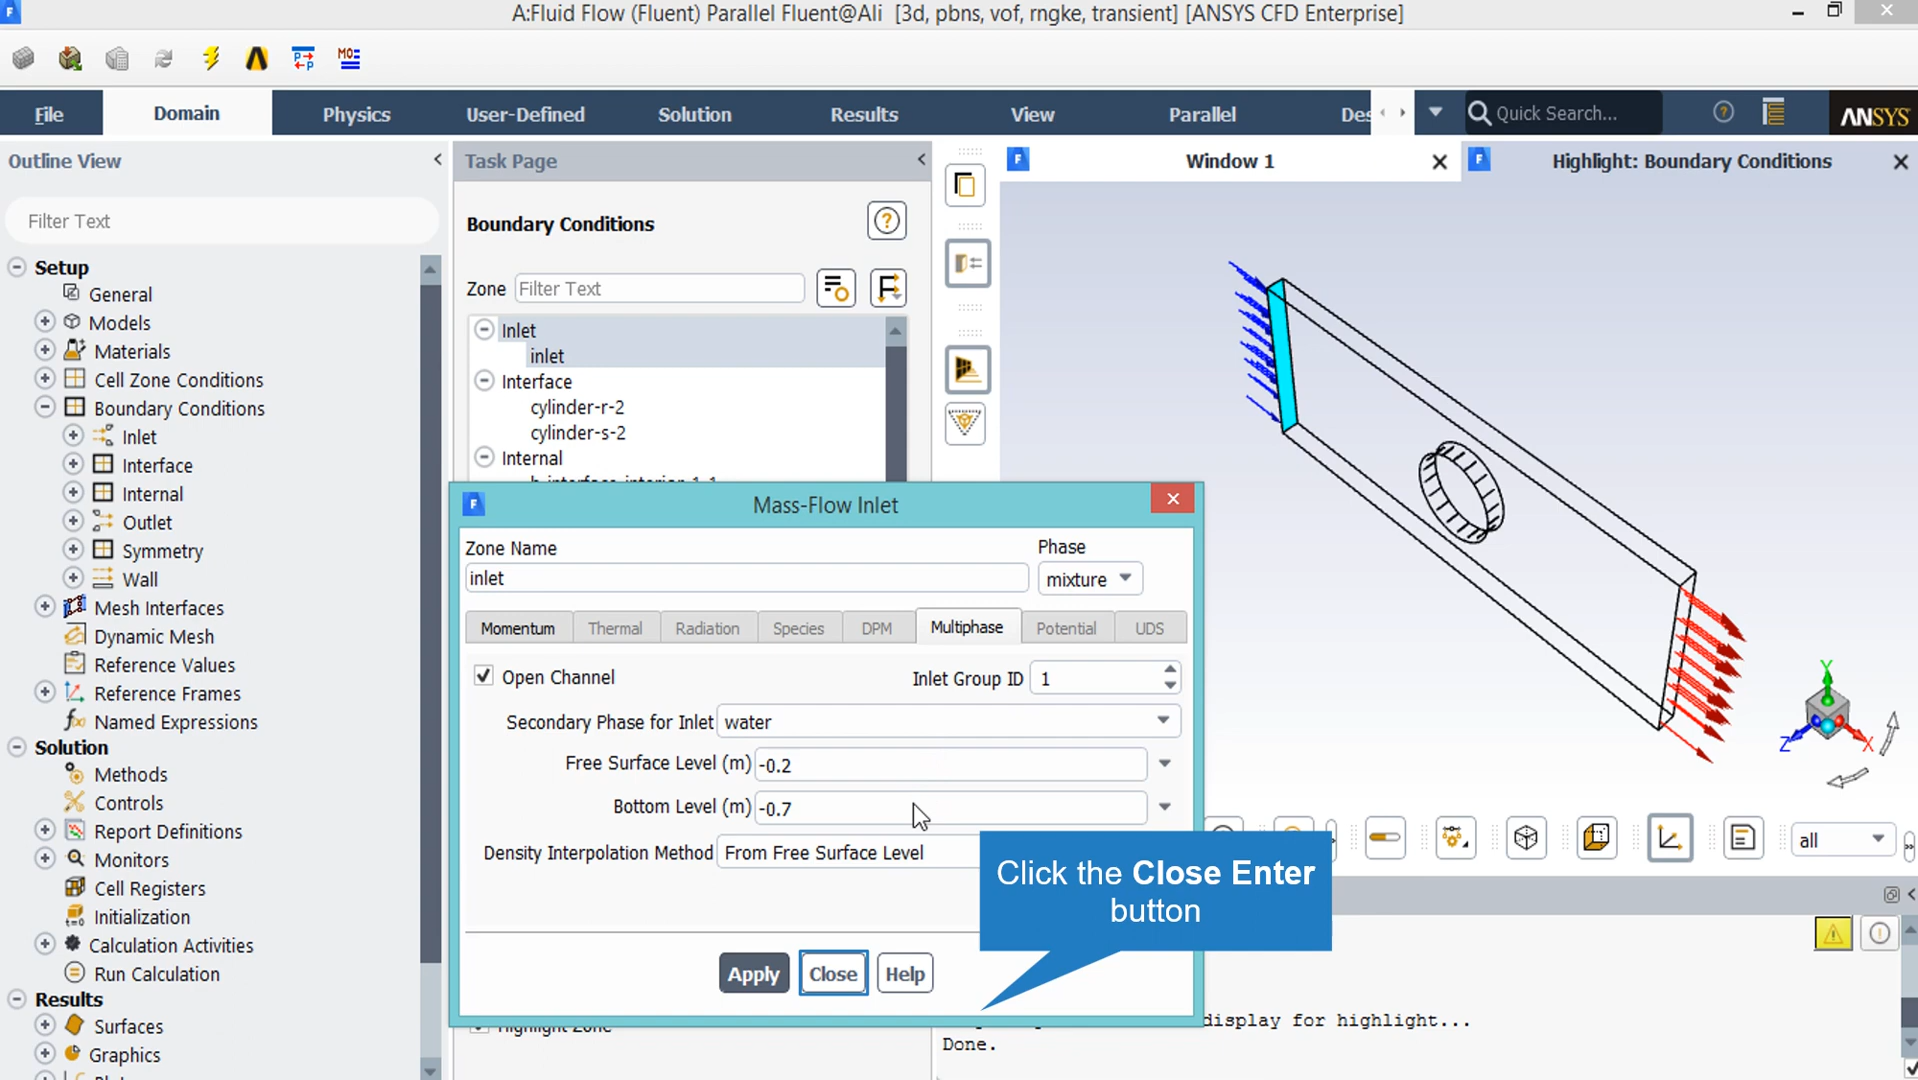 A:Fluid Flow (Fluent) Parallel Fluent@Ali [3d, pbns, vof, rngke, transient] [ANSYS CFD Enterprise]
File
Domain
Physics
User-Defined
Solution
Results
View
Parallel
Des
Quick Search...
ANSYS
Outline View
Filter Text
Setup
General
Models
Materials
Cell Zone Conditions
Boundary Conditions
Inlet
Interface
Internal
Outlet
Symmetry
Wall
Mesh Interfaces
Dynamic Mesh
Reference Values
Reference Frames
Named Expressions
Solution
Methods
Controls
Report Definitions
Monitors
Cell Registers
Initialization
Calculation Activities
Run Calculation
Results
Surfaces
Graphics
Task Page
Boundary Conditions
Zone
Filter Text
Inlet
inlet
Interface
cylinder-r-2
cylinder-s-2
Internal
Window 1
Highlight: Boundary Conditions
Y
Z
X
Mass-Flow Inlet
Zone Name
inlet
Phase
mixture
Momentum
Thermal
Radiation
Species
DPM
Multiphase
Potential
UDS
Open Channel
Inlet Group ID 1
Secondary Phase for Inlet water
Free Surface Level (m) -0.2
Bottom Level (m) -0.7
Density Interpolation Method From Free Surface Level
Apply
Close
Help
Click the Close Enter
button
all
Highlight Zone
display for highlight...
Done.